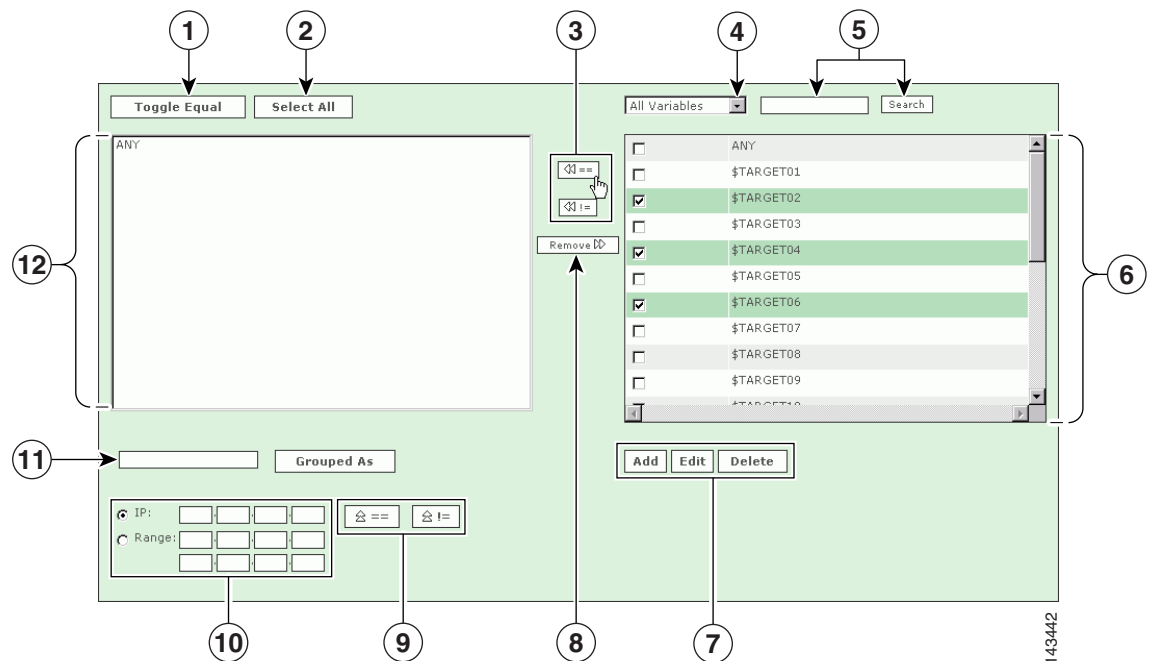 1
2
3
4
5
Toggle Equal
Select All
All Variables
Search
ANY
==
!=
Remove
ANY
$TARGET01
$TARGET02
$TARGET03
$TARGET04
$TARGET05
$TARGET06
$TARGET07
$TARGET08
$TARGET09
$TARGET10
12
6
11
Grouped As
Add
Edit
Delete
IP:
Range:
==
!=
10
9
8
7
143442